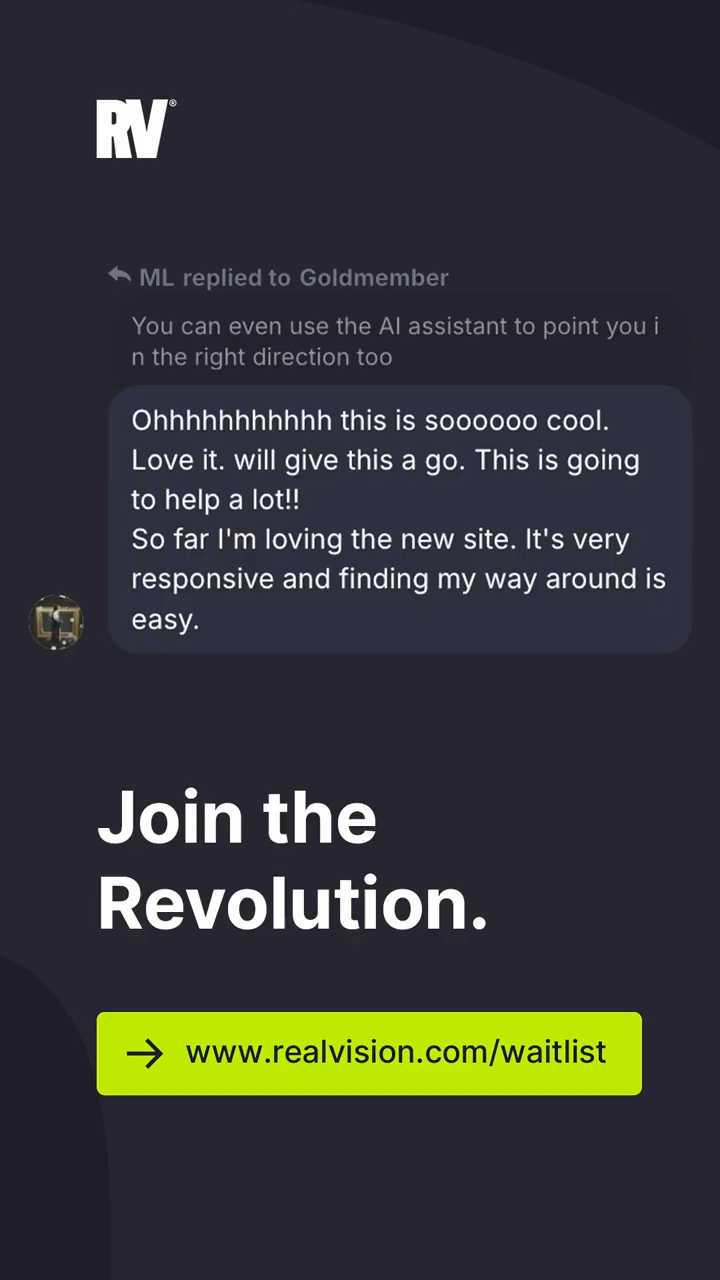 RV®
ML replied to Goldmember
You can even use the AI assistant to point you i
n the right direction too
Ohhhhhhhhhhh this is soooooo cool.
Love it. will give this a go. This is going
to help a lot!!
So far I'm loving the new site. It's very
responsive and finding my way around is
easy.
Join the
Revolution.
www.realvision.com/waitlist